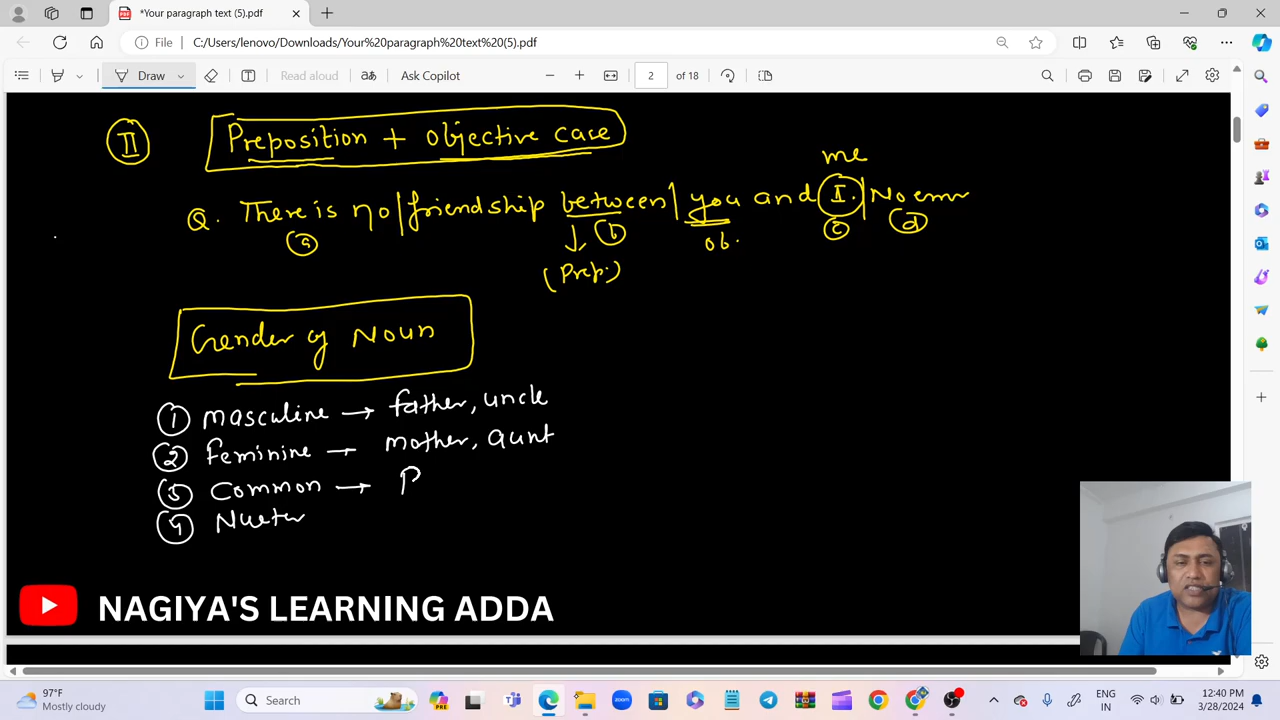 *Your paragraph text (5).pdf
File C:/Users/lenovo/Downloads/Your%20paragraph%20text%20(5).pdf
Draw Read aloud Ask Copilot 2 of 18
II Preposition + objective case
me
Q. There is no/friendship between/you and I./No error
a b c d
(Prep.) ob.
Gender of Noun
1 masculine → father, uncle
2 feminine → mother, aunt
3 Common → P
4 Nueter
NAGIYA'S LEARNING ADDA
97°F
Mostly cloudy
Search
ENG
IN
12:40 PM
3/28/2024